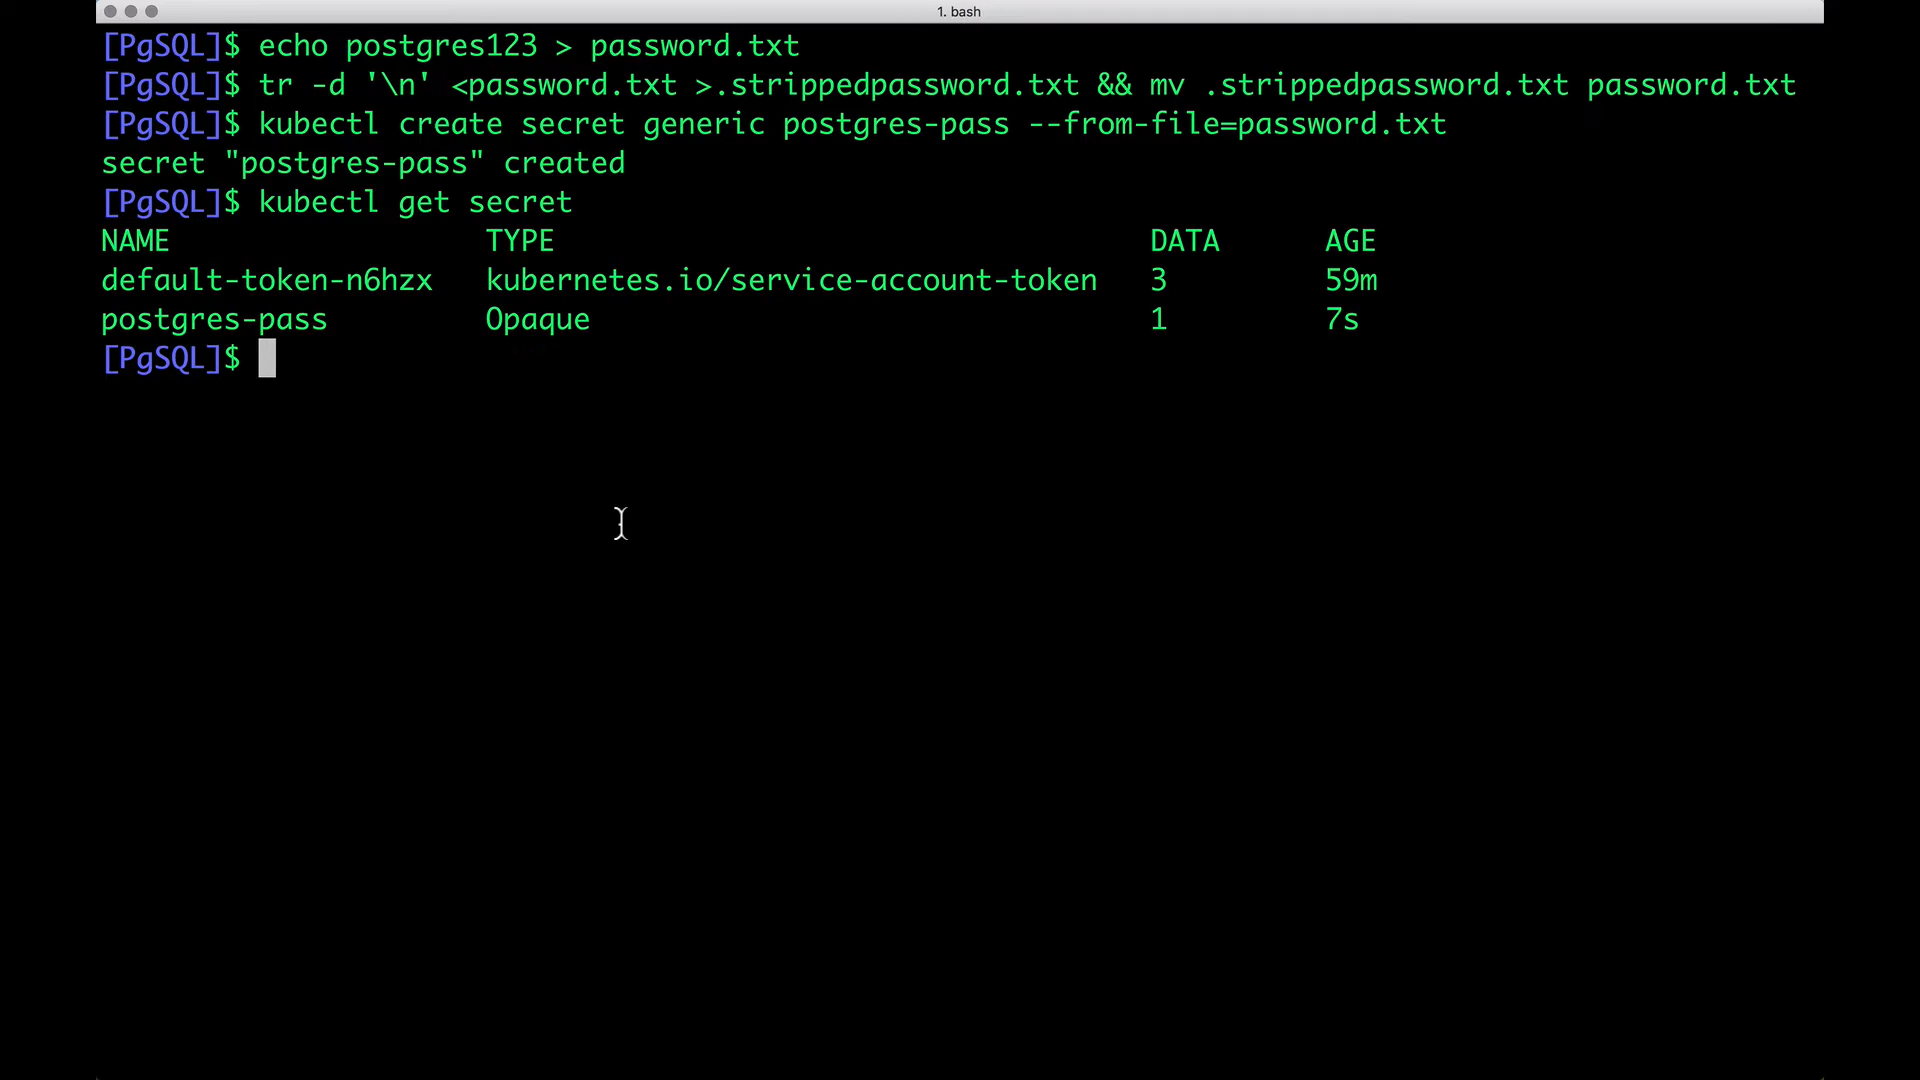 1. bash
[PgSQL]$ echo postgres123 > password.txt
[PgSQL]$ tr -d '\n' <password.txt >.strippedpassword.txt && mv .strippedpassword.txt password.txt
[PgSQL]$ kubectl create secret generic postgres-pass --from-file=password.txt
secret "postgres-pass" created
[PgSQL]$ kubectl get secret
NAME TYPE DATA AGE
default-token-n6hzx kubernetes.io/service-account-token 3 59m
postgres-pass Opaque 1 7s
[PgSQL]$